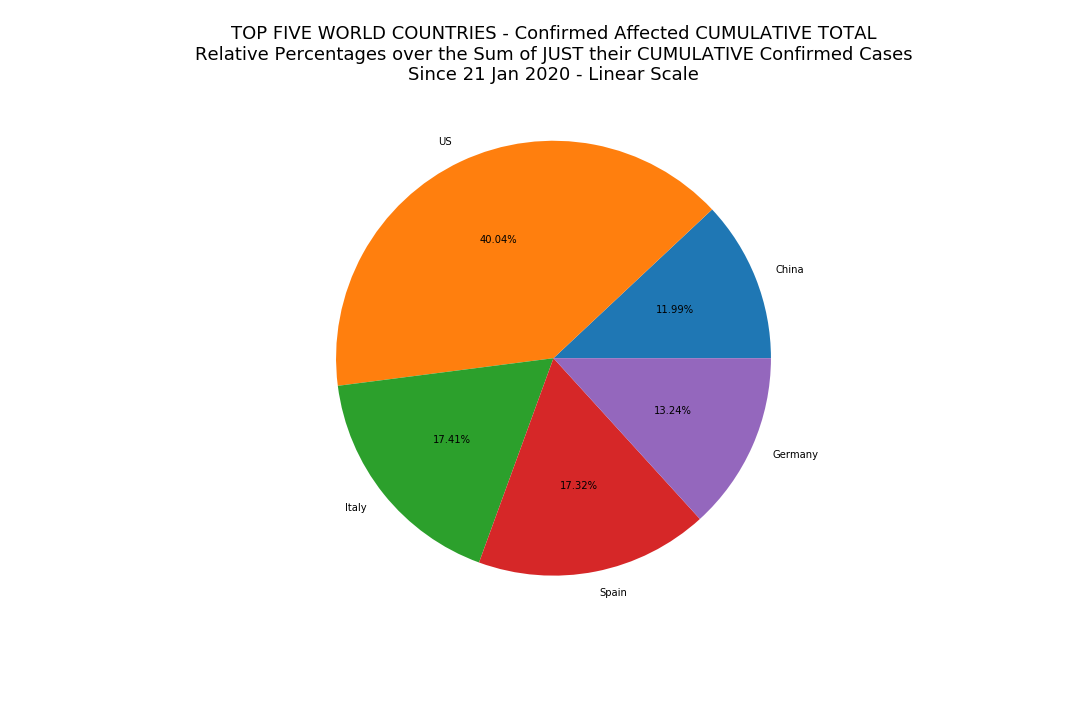 TOP FIVE WORLD COUNTRIES - Confirmed Affected CUMULATIVE TOTAL
Relative Percentages over the Sum of JUST their CUMULATIVE Confirmed Cases
Since 21 Jan 2020 - Linear Scale
US
40.04%
China
11.99%
17.41%
Italy
13.24%
Germany
17.32%
Spain